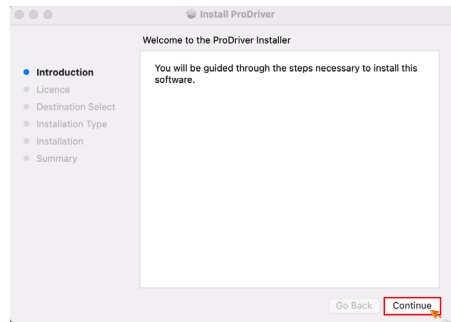 Install ProDriver
Welcome to the ProDriver Installer
Introduction
Licence
Destination Select
Installation Type
Installation
Summary
You will be guided through the steps necessary to install this
software.
Go Back
Continue